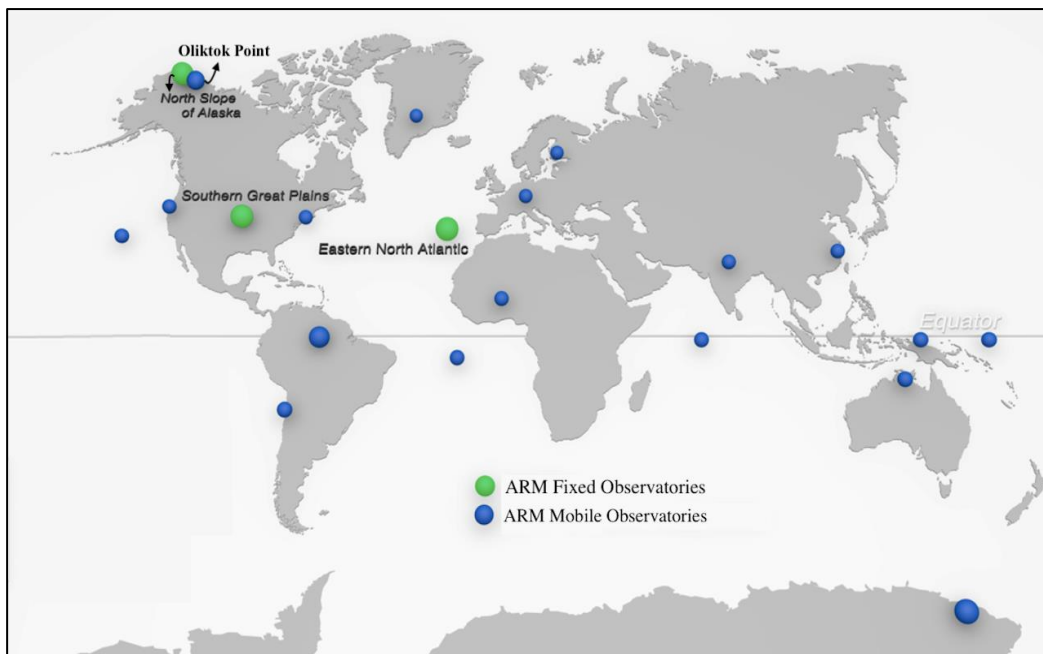 Oliktok Point
North Slope
of Alaska
Southern Great Plains
Eastern North Atlantic
Equator
ARM Fixed Observatories
ARM Mobile Observatories